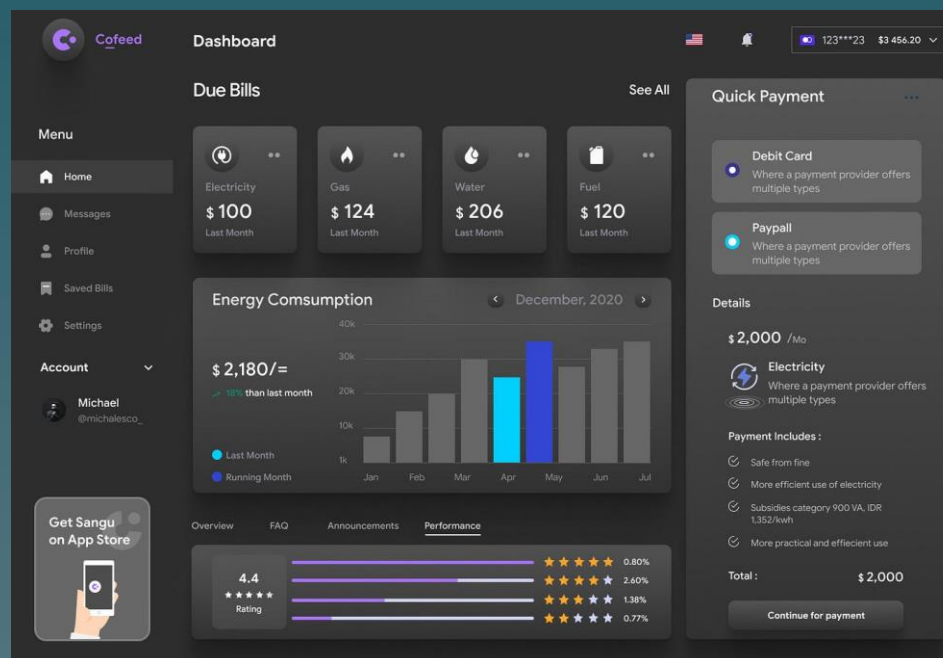 Cofeed
Dashboard
123***23 $3 456.20
Menu
Home
Messages
Profile
Saved Bills
Settings
Account
Michael
@michalesco_
Get Sangu
on App Store
Due Bills
See All
Electricity
$ 100
Last Month
Gas
$ 124
Last Month
Water
$ 206
Last Month
Fuel
$ 120
Last Month
Energy Comsumption
December, 2020
$ 2,180/=
18% than last month
Last Month
Running Month
40k
30k
20k
10k
1k
Jan Feb Mar Apr May Jun Jul
Overview FAQ Announcements Performance
4.4
Rating
0.80%
2.60%
1.38%
0.77%
Quick Payment
Debit Card
Where a payment provider offers
multiple types
Paypall
Where a payment provider offers
multiple types
Details
$ 2,000 /Mo
Electricity
Where a payment provider offers
multiple types
Payment Includes :
Safe from fine
More efficient use of electricity
Subsidies category 900 VA, IDR
1,352/kwh
More practical and effiecient use
Total : $ 2,000
Continue for payment